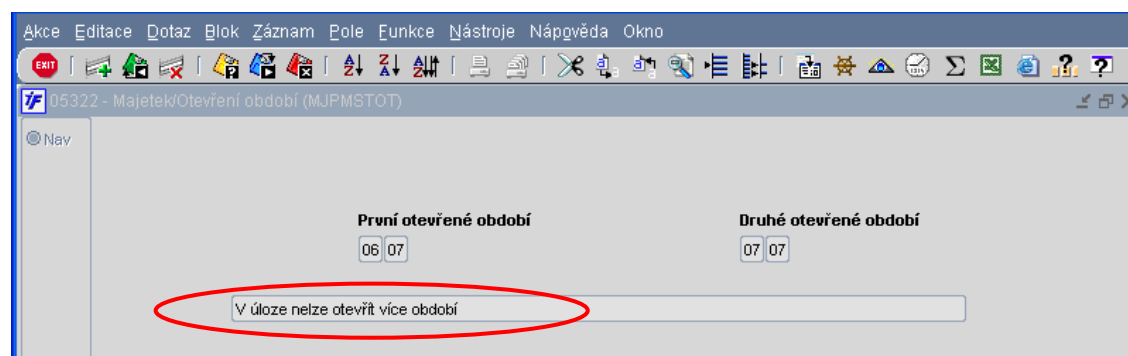 Akce Editace Dotaz Blok Záznam Pole Funkce Nástroje Nápověda Okno
EXIT
05322 - Majetek/Otevření období (MJPMSTOT)
Nav
První otevřené období Druhé otevřené období
06 07 07 07
V úloze nelze otevřít více období